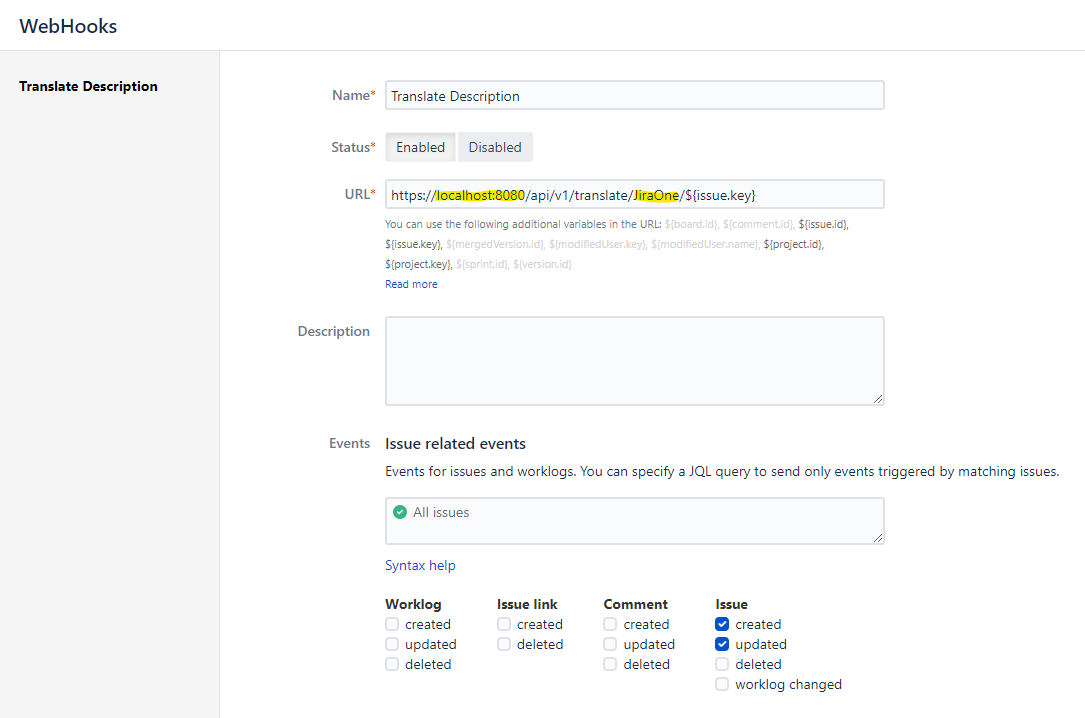 WebHooks
Translate Description
Name*
Translate Description
Status*
Enabled
Disabled
URL*
https://localhost:8080/api/v1/translate/JiraOne/${issue.key}
You can use the following additional variables in the URL: ${board.id}, ${comment.id}, ${issue.id},
${issue.key}, ${mergedVersion.id}, ${modifiedUser.key}, ${modifiedUser.name}, ${project.id},
${project.key}, ${sprint.id}, ${version.id}
Read more
Description
Events
Issue related events
Events for issues and worklogs. You can specify a JQL query to send only events triggered by matching issues.
All issues
Syntax help
Worklog
created
updated
deleted
Issue link
created
deleted
Comment
created
updated
deleted
Issue
created
updated
deleted
worklog changed